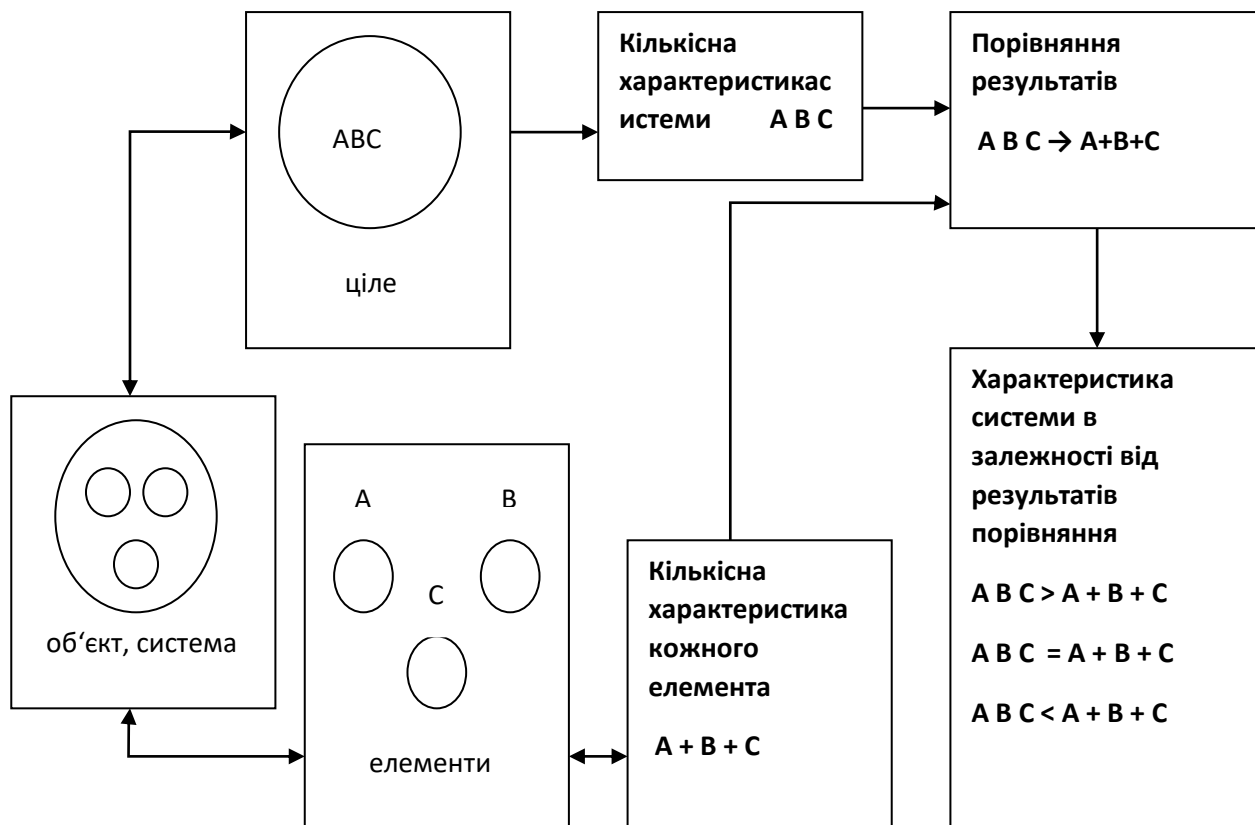 АВС
ціле
Кількісна
характеристикас
истеми А В С
Порівняння
результатів
А В С → А+В+С
об‘єкт, система
А
В
С
елементи
Кількісна
характеристика
кожного
елемента
А + В + С
Характеристика
системи в
залежності від
результатів
порівняння
А В С > А + В + С
А В С = А + В + С
А В С < А + В + С